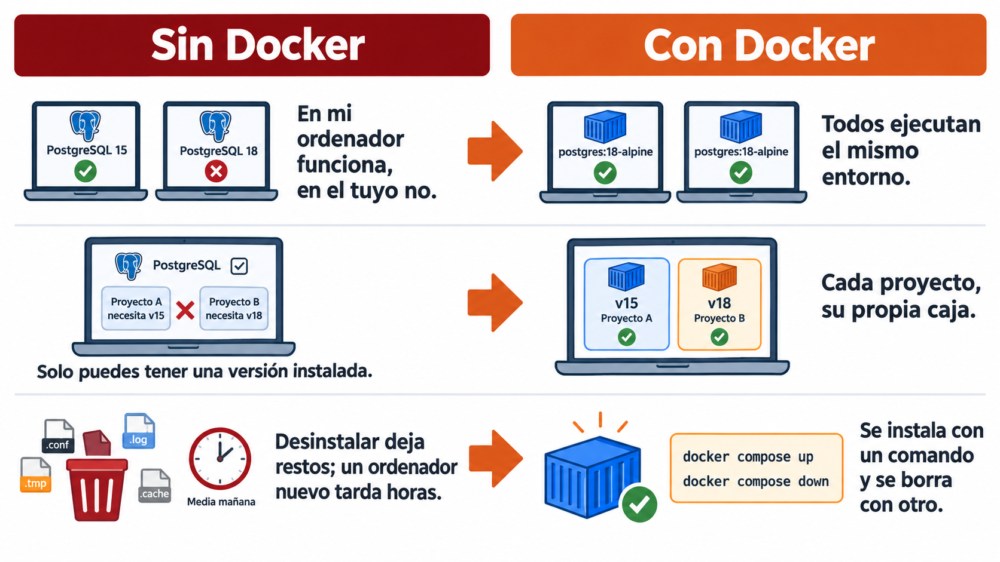 Sin Docker
Con Docker
PostgreSQL 15
PostgreSQL 18
En mi
ordenador
funciona,
en el tuyo no.
postgres:18-alpine
postgres:18-alpine
Todos ejecutan
el mismo
entorno.
PostgreSQL
Proyecto A
necesita v15
Proyecto B
necesita v18
Solo puedes tener una versión instalada.
v15
Proyecto A
v18
Proyecto B
Cada proyecto,
su propia caja.
.conf
.log
.tmp
.cache
Media mañana
Desinstalar deja
restos; un ordenador
nuevo tarda horas.
docker compose up
docker compose down
Se instala con
un comando
y se borra
con otro.